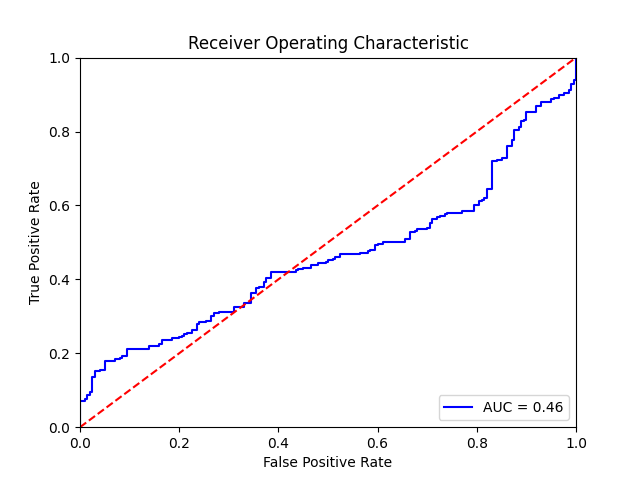 Receiver Operating Characteristic
1.0
0.8
0.6
0.4
0.2
0.0
True Positive Rate
AUC = 0.46
0.0 0.2 0.4 0.6 0.8 1.0
False Positive Rate